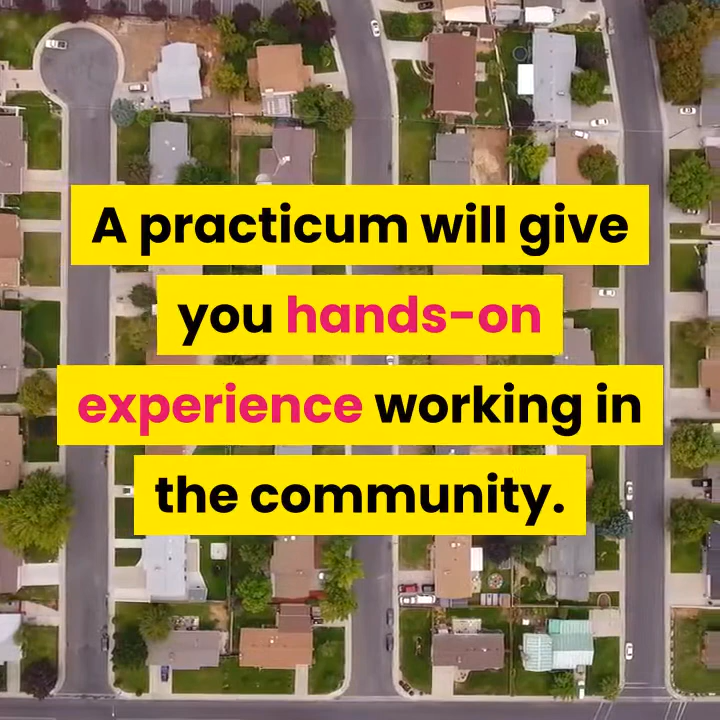 A practicum will give
you hands-on
experience working in
the community.